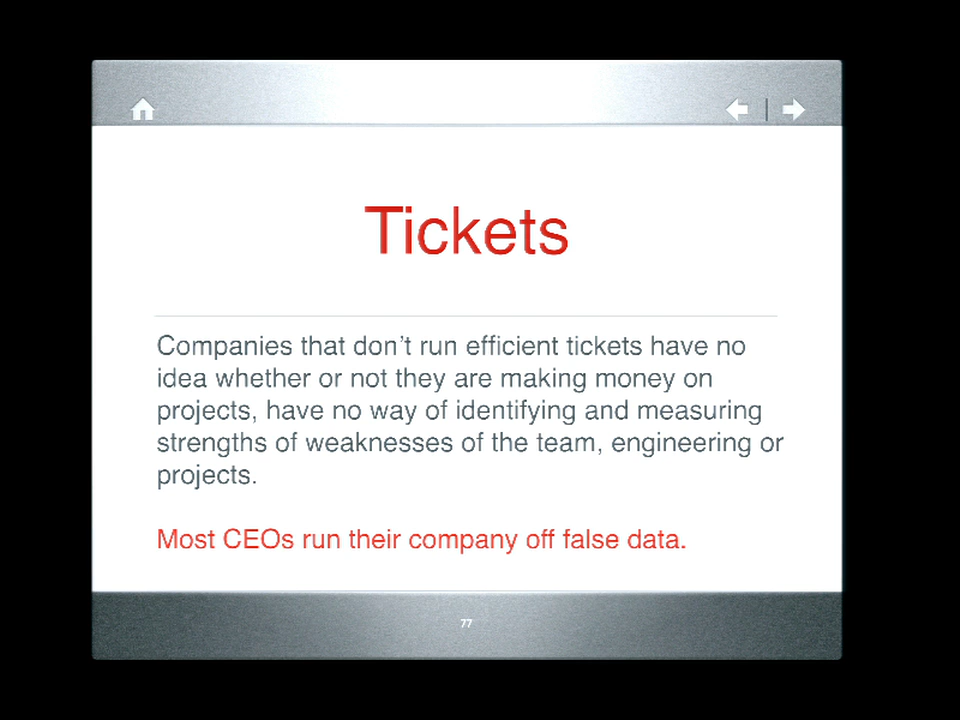 Tickets
Companies that don't run efficient tickets have no
idea whether or not they are making money on
projects, have no way of identifying and measuring
strengths of weaknesses of the team, engineering or
projects.
Most CEOs run their company off false data.
77